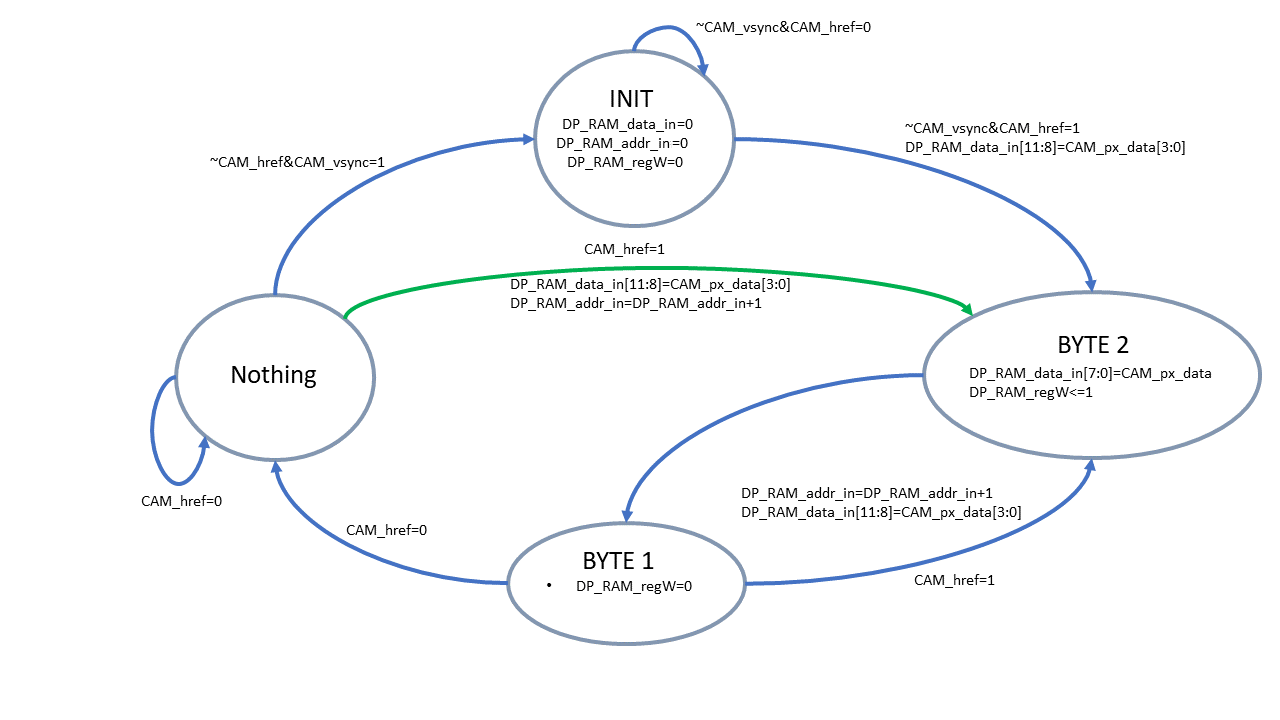 ~CAM_vsync&CAM_href=0
INIT
DP_RAM_data_in=0
DP_RAM_addr_in=0
DP_RAM_regW=0
~CAM_vsync&CAM_href=1
DP_RAM_data_in[11:8]=CAM_px_data[3:0]
~CAM_href&CAM_vsync=1
CAM_href=1
DP_RAM_data_in[11:8]=CAM_px_data[3:0]
DP_RAM_addr_in=DP_RAM_addr_in+1
Nothing
BYTE 2
DP_RAM_data_in[7:0]=CAM_px_data
DP_RAM_regW<=1
CAM_href=0
DP_RAM_addr_in=DP_RAM_addr_in+1
DP_RAM_data_in[11:8]=CAM_px_data[3:0]
CAM_href=0
BYTE 1
• DP_RAM_regW=0
CAM_href=1